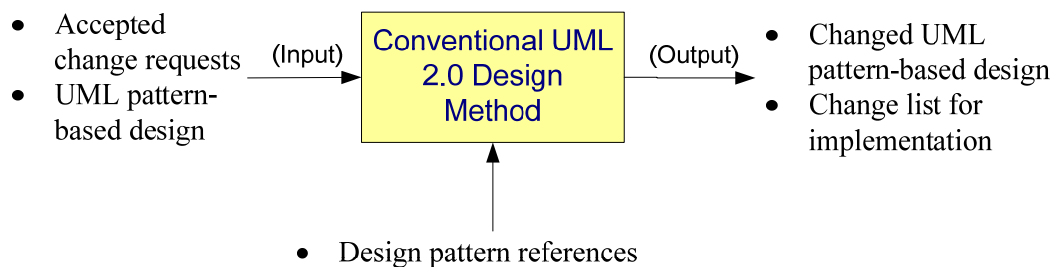 ● Accepted
change requests
● UML pattern-
based design
(Input)
Conventional UML
2.0 Design
Method
(Output)
● Changed UML
pattern-based design
● Change list for
implementation
● Design pattern references